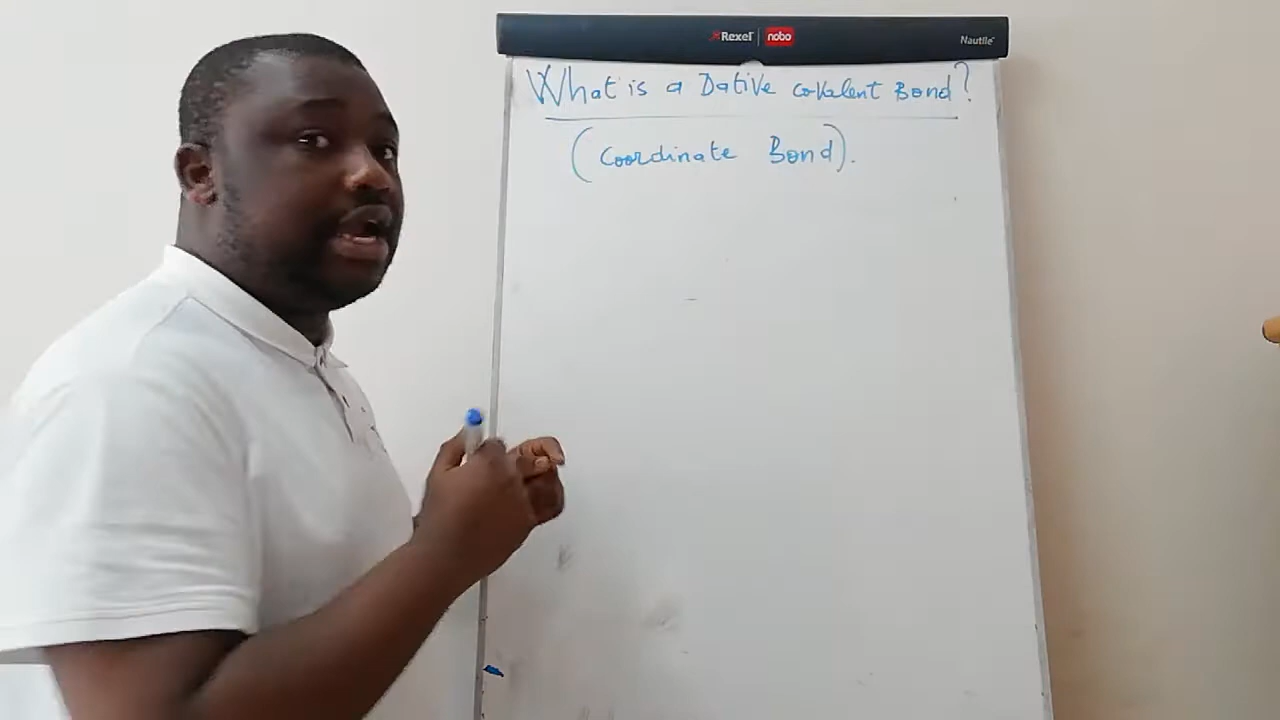 Rexel nobo
Nautile
What is a Dative covalent Bond?
(Coordinate Bond).